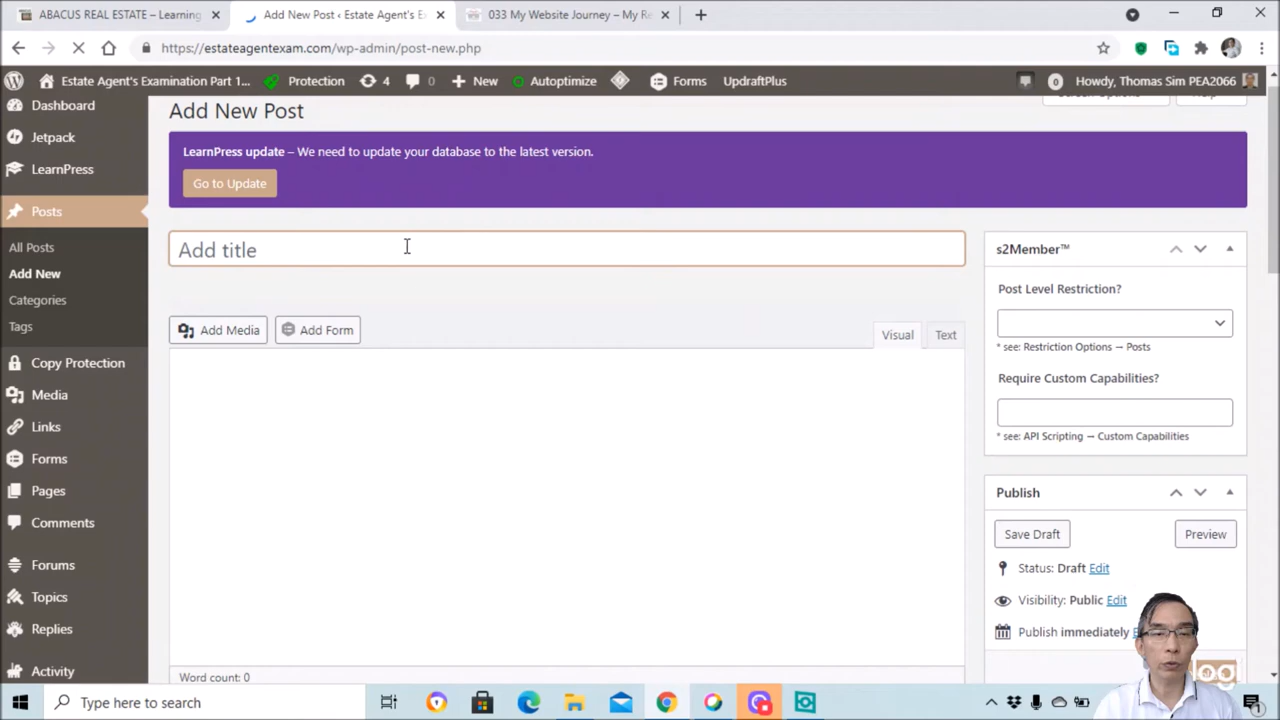 ABACUS REAL ESTATE – Learning
Add New Post ‹ Estate Agent's E
033 My Website Journey – My Re
https://estateagentexam.com/wp-admin/post-new.php
Estate Agent's Examination Part 1...
Protection
4
0
New
Autoptimize
Forms
UpdraftPlus
0
Howdy, Thomas Sim PEA2066
Dashboard
Jetpack
LearnPress
Posts
All Posts
Add New
Categories
Tags
Copy Protection
Media
Links
Forms
Pages
Comments
Forums
Topics
Replies
Activity
Add New Post
LearnPress update – We need to update your database to the latest version.
Go to Update
Add title
Add Media
Add Form
Visual
Text
Word count: 0
s2Member™
Post Level Restriction?
* see: Restriction Options → Posts
Require Custom Capabilities?
* see: API Scripting → Custom Capabilities
Publish
Save Draft
Preview
Status: Draft Edit
Visibility: Public Edit
Publish immediately
og
Type here to search
1